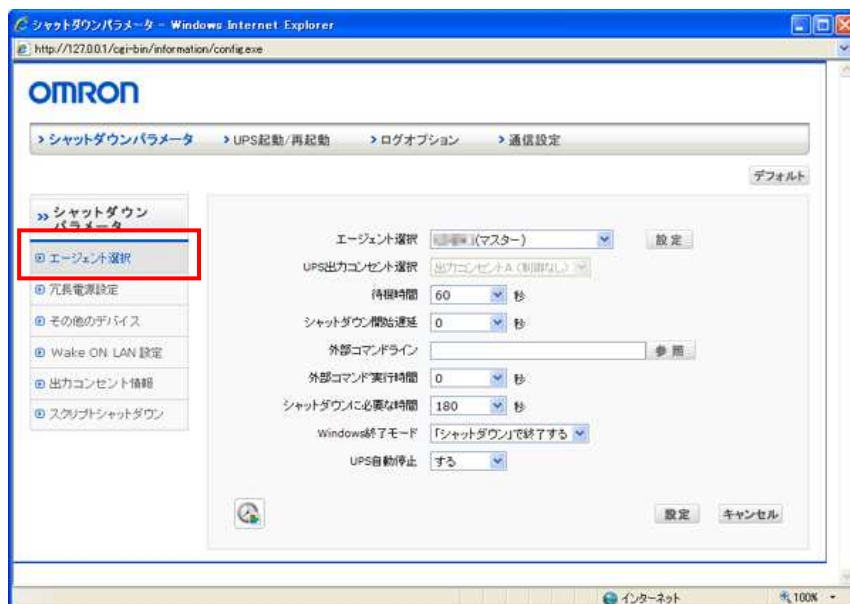 シャットダウンパラメータ - Windows Internet Explorer
http://127.0.0.1/cgi-bin/information/config.exe
OMRON
シャットダウンパラメータ UPS起動/再起動 ログオプション 通信設定
デフォルト
シャットダウン
パラメータ
エージェント選択
冗長電源設定
その他のデバイス
Wake ON LAN 設定
出力コンセント情報
スクリプトシャットダウン
エージェント選択 (マスター) 設定
UPS出力コンセント選択 出力コンセントA(制御なし)
待機時間 60 秒
シャットダウン開始遅延 0 秒
外部コマンドライン 参照
外部コマンド実行時間 0 秒
シャットダウンに必要な時間 180 秒
Windows終了モード 「シャットダウン」で終了する
UPS自動停止 する
設定 キャンセル
インターネット 100%